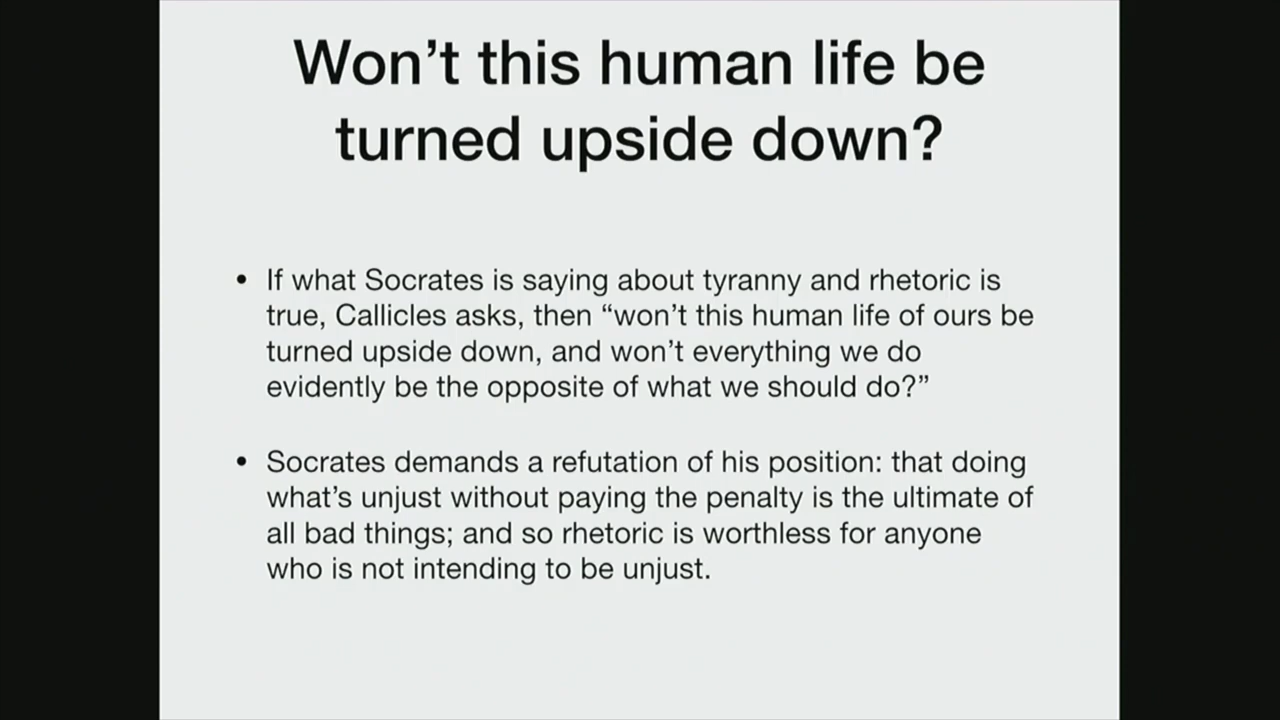 Won’t this human life be
turned upside down?
• If what Socrates is saying about tyranny and rhetoric is
true, Callicles asks, then “won’t this human life of ours be
turned upside down, and won’t everything we do
evidently be the opposite of what we should do?”
• Socrates demands a refutation of his position: that doing
what’s unjust without paying the penalty is the ultimate of
all bad things; and so rhetoric is worthless for anyone
who is not intending to be unjust.